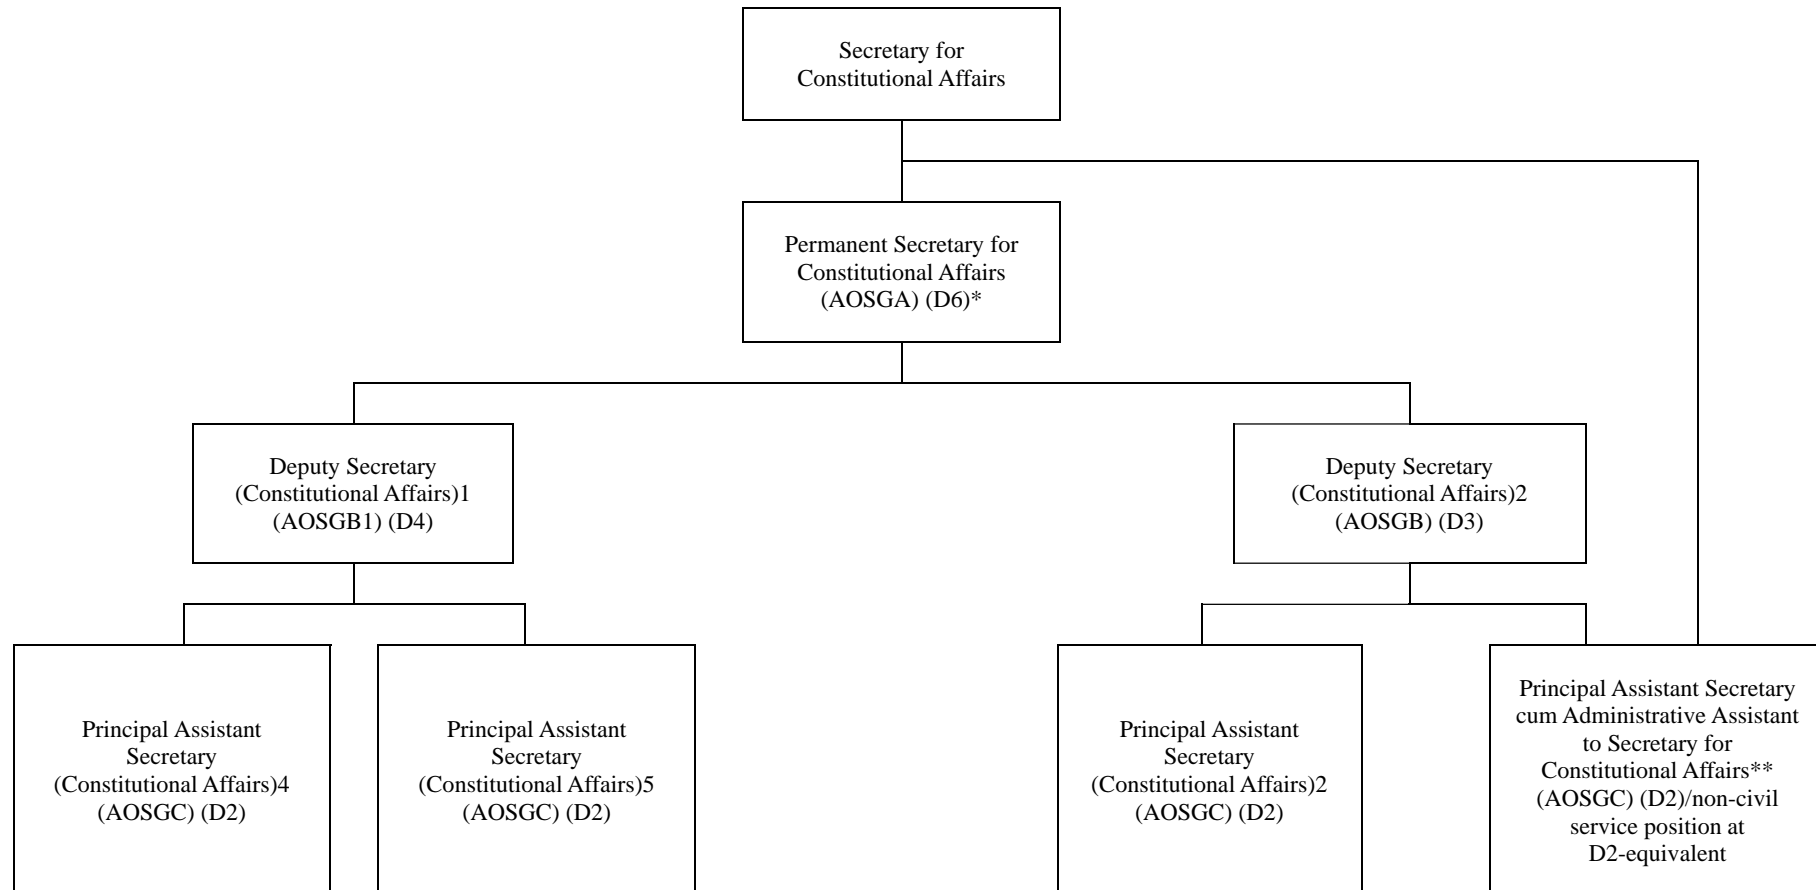 Secretary for
Constitutional Affairs
Permanent Secretary for
Constitutional Affairs
(AOSGA) (D6)*
Deputy Secretary
(Constitutional Affairs)1
(AOSGB1) (D4)
Deputy Secretary
(Constitutional Affairs)2
(AOSGB) (D3)
Principal Assistant
Secretary
(Constitutional Affairs)4
(AOSGC) (D2)
Principal Assistant
Secretary
(Constitutional Affairs)5
(AOSGC) (D2)
Principal Assistant
Secretary
(Constitutional Affairs)2
(AOSGC) (D2)
Principal Assistant Secretary
cum Administrative Assistant
to Secretary for
Constitutional Affairs**
(AOSGC) (D2)/non-civil
service position at
D2-equivalent